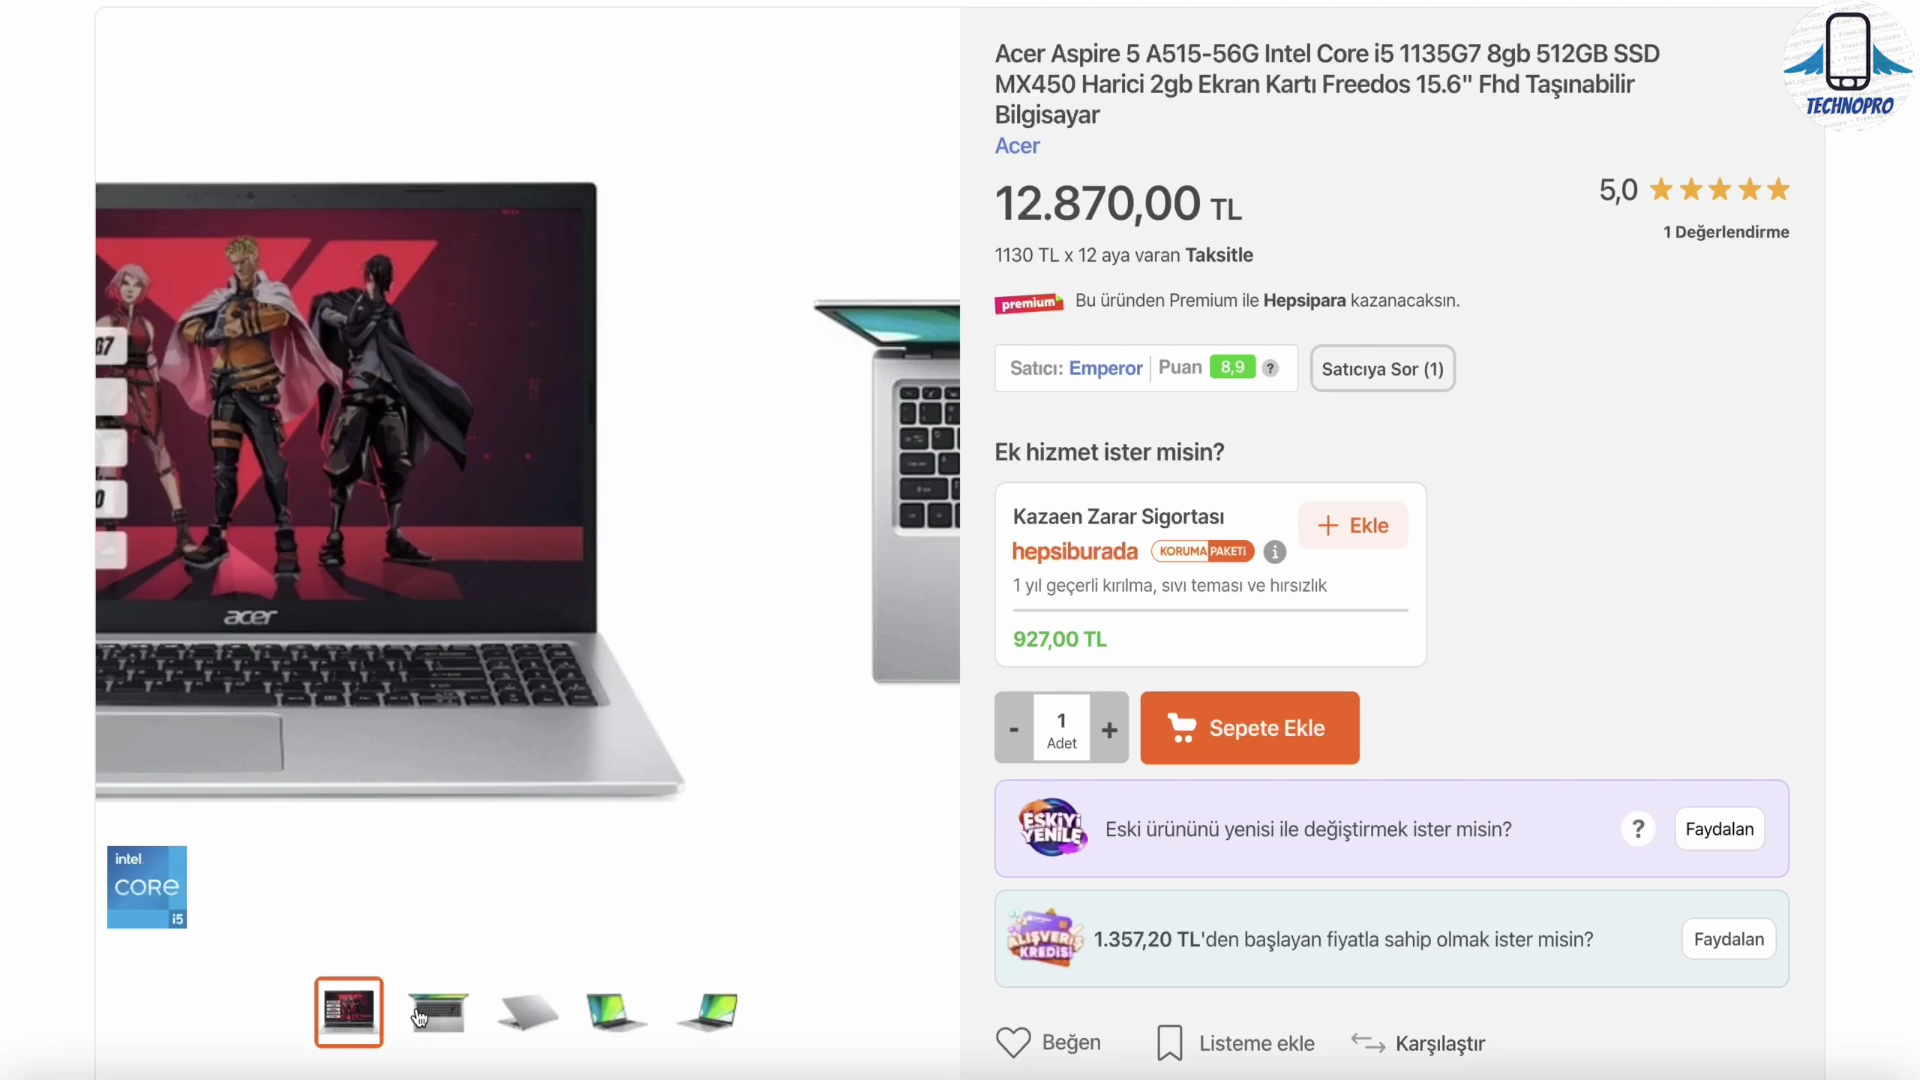 Acer Aspire 5 A515-56G Intel Core i5 1135G7 8gb 512GB SSD
MX450 Harici 2gb Ekran Kartı Freedos 15.6" Fhd Taşınabilir
Bilgisayar
Acer
TECHNOPRO
12.870,00 TL
5,0
1 Değerlendirme
1130 TL x 12 aya varan Taksitle
premium Bu üründen Premium ile Hepsipara kazanacaksın.
Satıcı: Emperor Puan 8,9 ?
Satıcıya Sor (1)
Ek hizmet ister misin?
Kazaen Zarar Sigortası
+ Ekle
hepsiburada KORUMA PAKETİ i
1 yıl geçerli kırılma, sıvı teması ve hırsızlık
927,00 TL
- 1 Adet +
Sepete Ekle
ESKİYİ YENİLE
Eski ürününü yenisi ile değiştirmek ister misin?
? Faydalan
ALIŞVERİŞ KREDİSİ
1.357,20 TL'den başlayan fiyatla sahip olmak ister misin?
Faydalan
Beğen
Listeme ekle
Karşılaştır
G7
0
acer
intel
CORE
i5